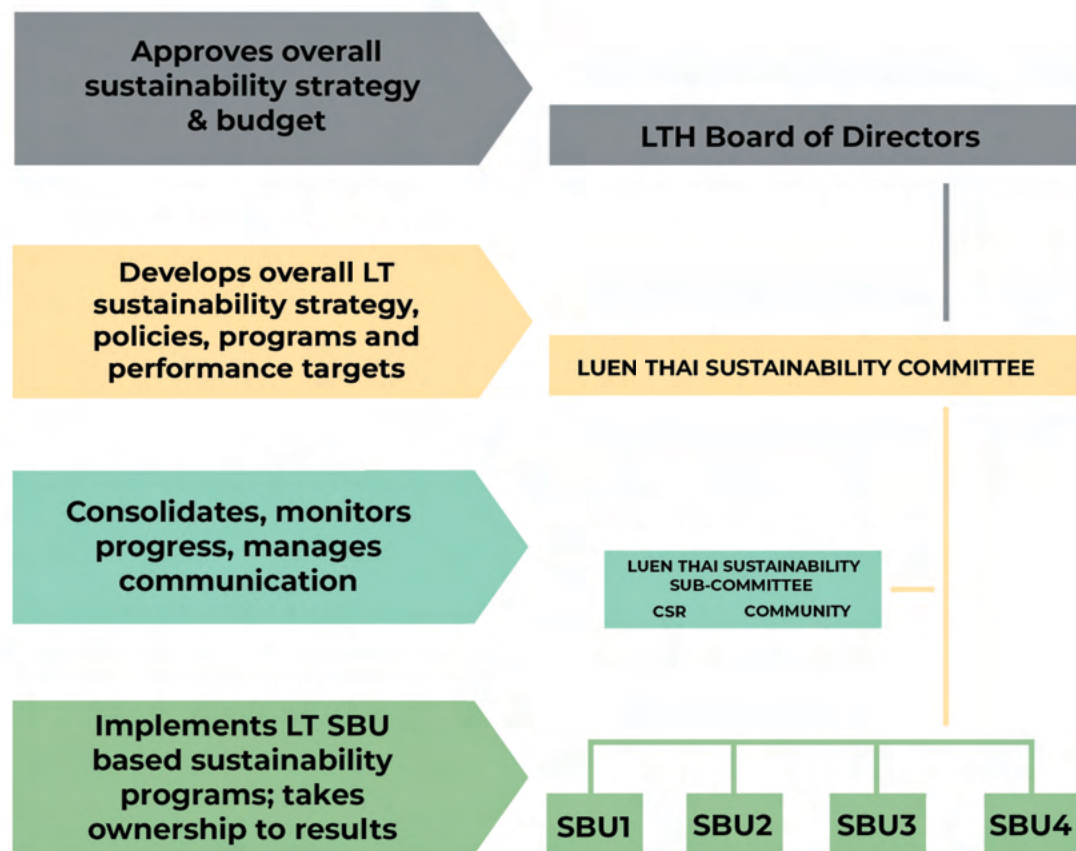 Approves overall
sustainability strategy
& budget
LTH Board of Directors
Develops overall LT
sustainability strategy,
policies, programs and
performance targets
LUEN THAI SUSTAINABILITY COMMITTEE
Consolidates, monitors
progress, manages
communication
LUEN THAI SUSTAINABILITY
SUB-COMMITTEE
CSR COMMUNITY
Implements LT SBU
based sustainability
programs; takes
ownership to results
SBU1 SBU2 SBU3 SBU4